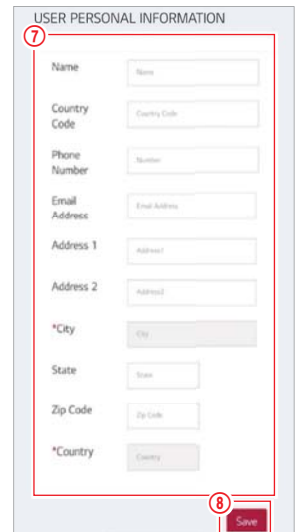 USER PERSONAL INFORMATION
7
Name
Name
Country
Code
Country Code
Phone
Number
Number
Email
Address
Email Address
Address 1
Address1
Address 2
Address2
*City
City
State
State
Zip Code
Zip Code
*Country
Country
8
Save